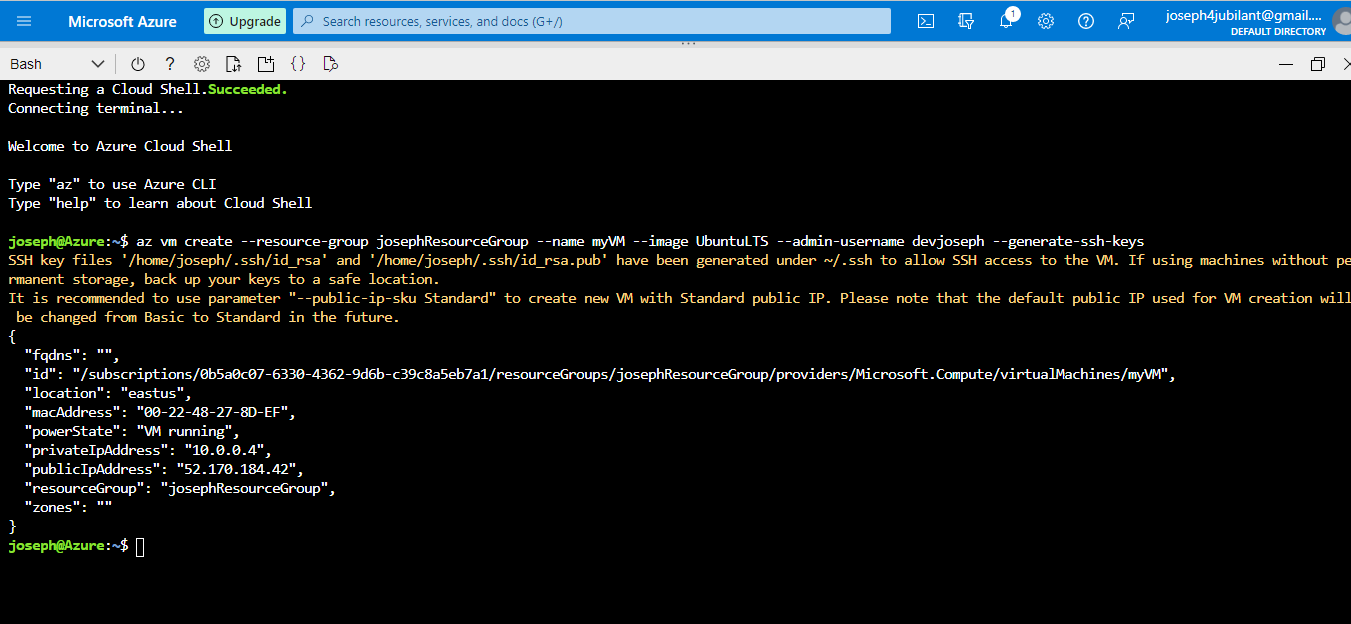 Microsoft Azure
Upgrade
Search resources, services, and docs (G+/)
1
joseph4jubilant@gmail....
DEFAULT DIRECTORY
Bash
Requesting a Cloud Shell.Succeeded.
Connecting terminal...
Welcome to Azure Cloud Shell
Type "az" to use Azure CLI
Type "help" to learn about Cloud Shell
joseph@Azure:~$ az vm create --resource-group josephResourceGroup --name myVM --image UbuntuLTS --admin-username devjoseph --generate-ssh-keys
SSH key files '/home/joseph/.ssh/id_rsa' and '/home/joseph/.ssh/id_rsa.pub' have been generated under ~/.ssh to allow SSH access to the VM. If using machines without pe
rmanent storage, back up your keys to a safe location.
It is recommended to use parameter "--public-ip-sku Standard" to create new VM with Standard public IP. Please note that the default public IP used for VM creation will
be changed from Basic to Standard in the future.
{
"fqdns": "",
"id": "/subscriptions/0b5a0c07-6330-4362-9d6b-c39c8a5eb7a1/resourceGroups/josephResourceGroup/providers/Microsoft.Compute/virtualMachines/myVM",
"location": "eastus",
"macAddress": "00-22-48-27-8D-EF",
"powerState": "VM running",
"privateIpAddress": "10.0.0.4",
"publicIpAddress": "52.170.184.42",
"resourceGroup": "josephResourceGroup",
"zones": ""
}
joseph@Azure:~$